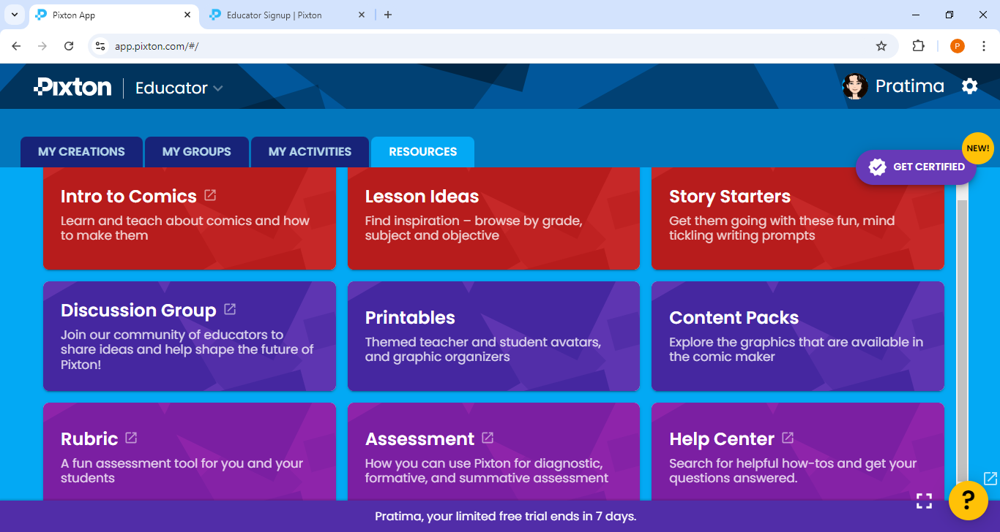 Pixton App
Educator Signup | Pixton
app.pixton.com/#/
P
Pixton
Educator
Pratima
MY CREATIONS
MY GROUPS
MY ACTIVITIES
RESOURCES
NEW!
GET CERTIFIED
Intro to Comics
Learn and teach about comics and how
to make them
Lesson Ideas
Find inspiration – browse by grade,
subject and objective
Story Starters
Get them going with these fun, mind
tickling writing prompts
Discussion Group
Join our community of educators to
share ideas and help shape the future of
Pixton!
Printables
Themed teacher and student avatars,
and graphic organizers
Content Packs
Explore the graphics that are available in
the comic maker
Rubric
A fun assessment tool for you and your
students
Assessment
How you can use Pixton for diagnostic,
formative, and summative assessment
Help Center
Search for helpful how-tos and get your
questions answered.
?
Pratima, your limited free trial ends in 7 days.